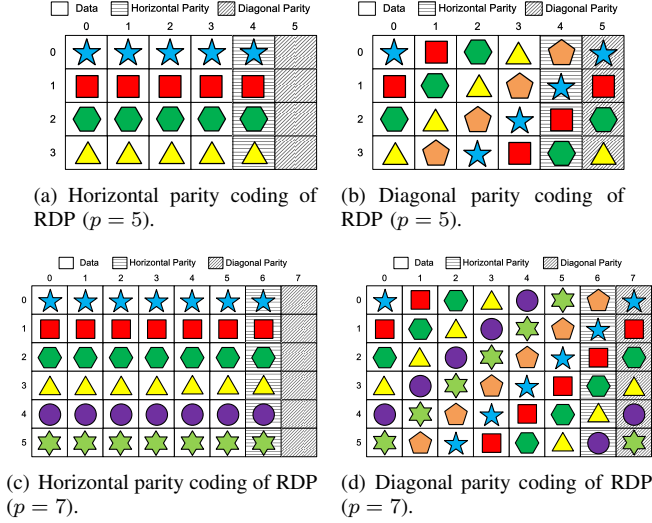 Data Horizontal Parity Diagonal Parity
0 1 2 3 4 5
0
1
2
3
(a) Horizontal parity coding of
RDP (p = 5).
Data Horizontal Parity Diagonal Parity
0 1 2 3 4 5
0
1
2
3
(b) Diagonal parity coding of
RDP (p = 5).
Data Horizontal Parity Diagonal Parity
0 1 2 3 4 5 6 7
0
1
2
3
4
5
(c) Horizontal parity coding of RDP
(p = 7).
Data Horizontal Parity Diagonal Parity
0 1 2 3 4 5 6 7
0
1
2
3
4
5
(d) Diagonal parity coding of RDP
(p = 7).